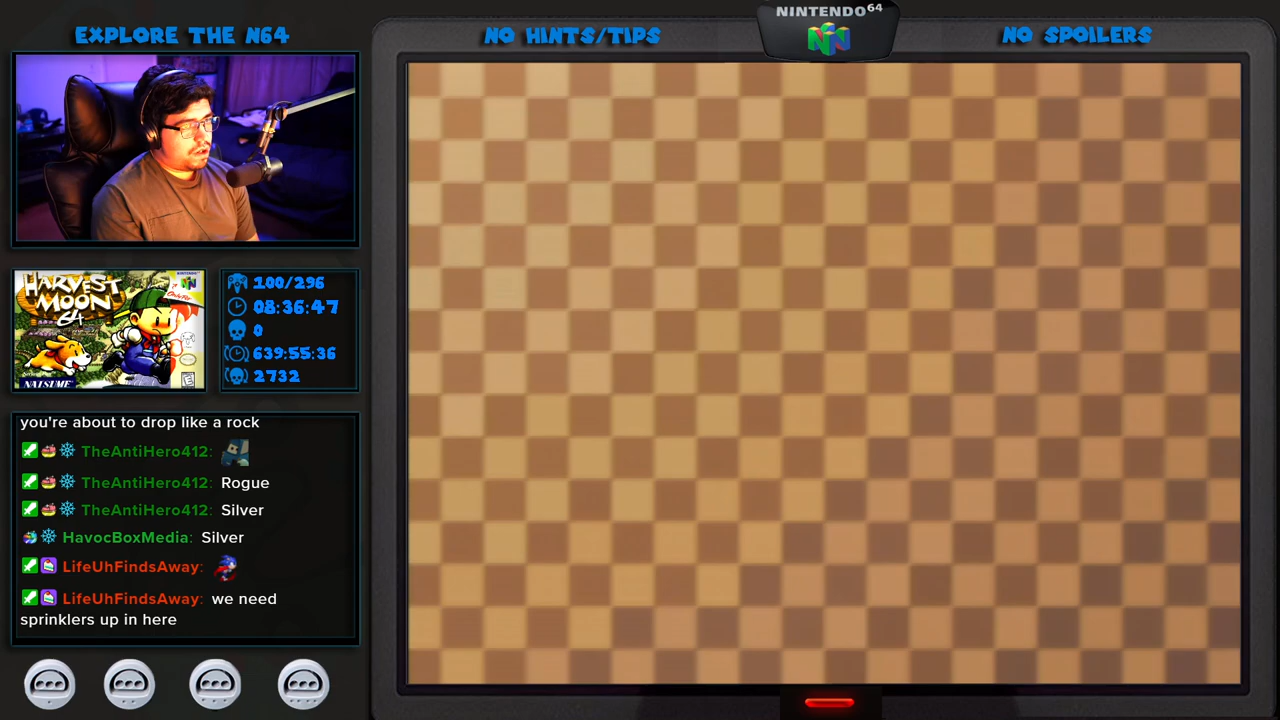 EXPLORE THE N64
NO HINTS/TIPS
NINTENDO 64
NO SPOILERS
HARVEST
MOON
64
NATSUME
100/296
08:36:47
0
639:55:36
2732
you're about to drop like a rock
TheAntiHero412:
TheAntiHero412: Rogue
TheAntiHero412: Silver
HavocBoxMedia: Silver
LifeUhFindsAway:
LifeUhFindsAway: we need
sprinklers up in here